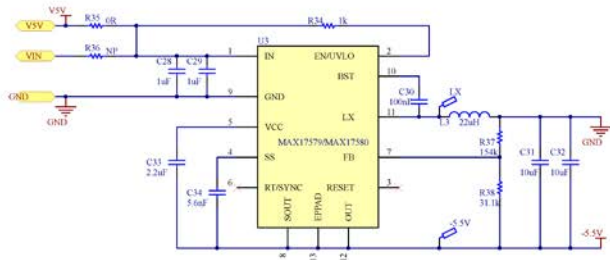 V5V
V5V
R35
0R
R34
1k
VIN
R36
NP
U3
1
IN
EN/UVLO
2
C28
1uF
C29
1uF
BST
10
C30
100nF
GND
GND
9
GND
LX
11
LX
L3
22uH
GND
5
VCC
MAX17579/MAX17580
R37
154k
4
SS
FB
7
C31
10uF
C32
10uF
C33
2.2uF
C34
5.6nF
6
RT/SYNC
RESET
3
R38
31.1k
SOUT
EPPAD
OUT
-5.5V
-5.5V
8
13
12